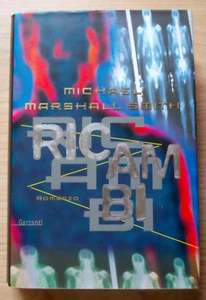 MICHAEL
MARSHALL SMITH
RIC
AM
BI
Romanzo
Garzanti